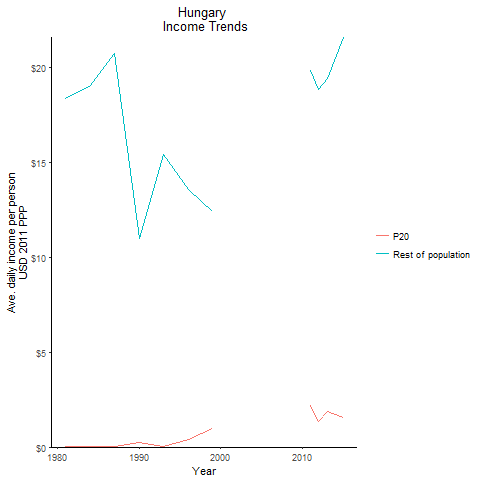 Hungary
Income Trends
Ave. daily income per person
USD 2011 PPP
$20
$15
$10
$5
$0
1980
1990
2000
2010
Year
P20
Rest of population